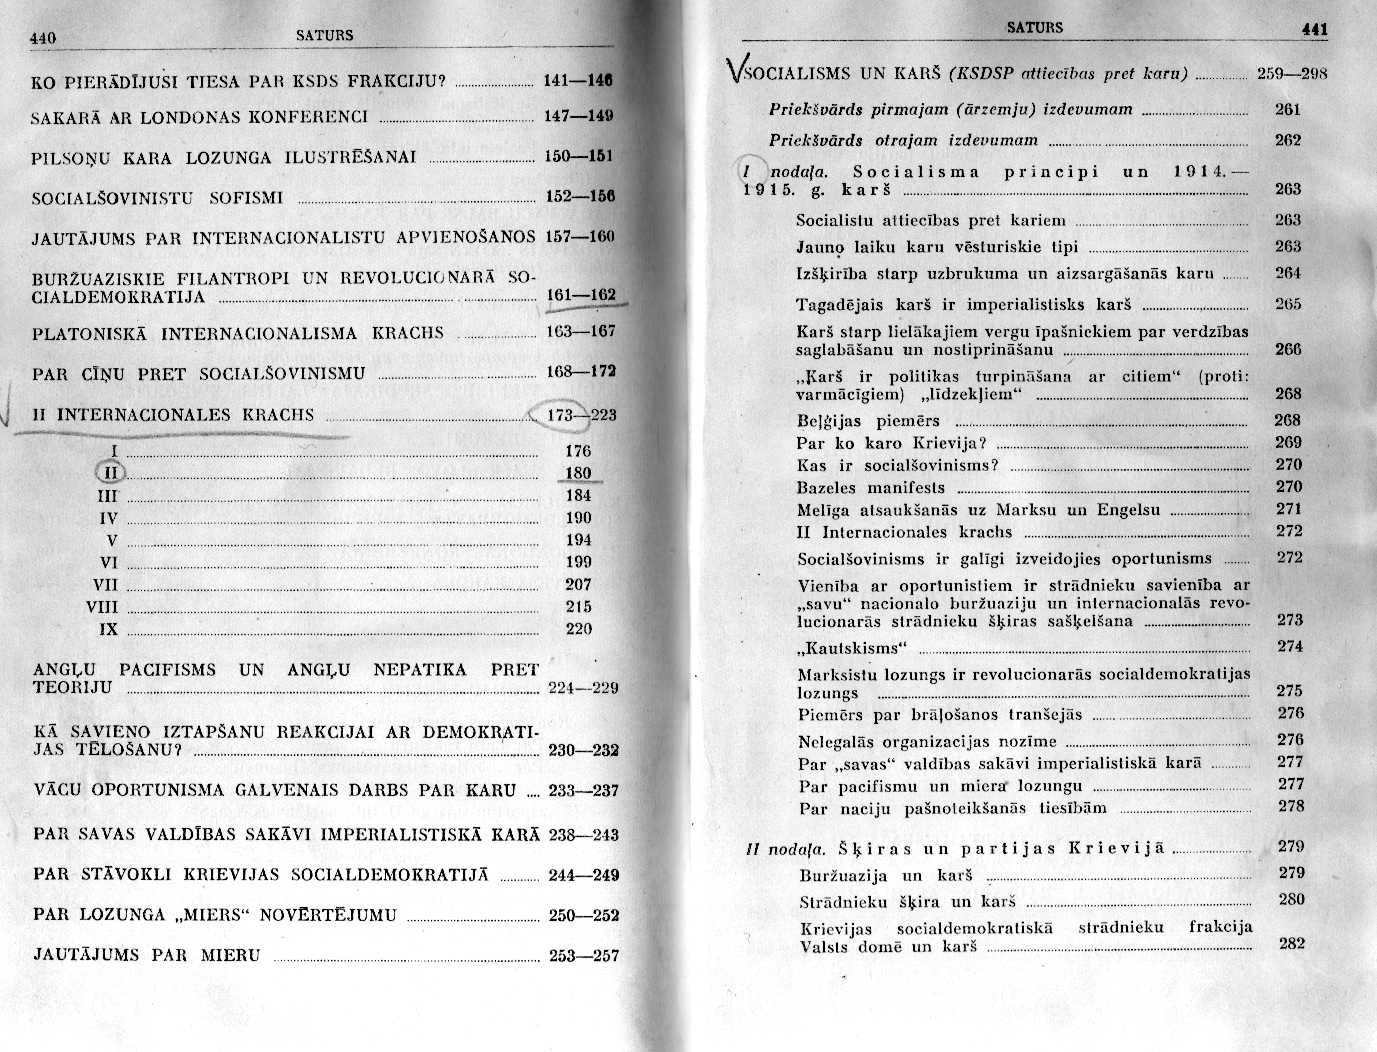 440
SATURS
KO PIERĀDĪJUSI TIESA PAR KSDS FRAKCIJU? 141—146
SAKARĀ AR LONDONAS KONFERENCI 147—149
PILSOŅU KARA LOZUNGA ILUSTRĒŠANAI 150—151
SOCIALŠOVINISTU SOFISMI 152—156
JAUTĀJUMS PAR INTERNACIONALISTU APVIENOŠANOS 157—160
BURŽUAZISKIE FILANTROPI UN REVOLUCIONARĀ SO-
CIALDEMOKRATIJA 161—162
PLATONISKĀ INTERNACIONALISMA KRACHS 163—167
PAR CĪŅU PRET SOCIALŠOVINISMU 168—172
II INTERNACIONALES KRACHS 173—223
I 176
II 180
III 184
IV 190
V 194
VI 199
VII 207
VIII 215
IX 220
ANGĻU PACIFISMS UN ANGĻU NEPATIKA PRET
TEORIJU 224—229
KĀ SAVIENO IZTAPŠANU REAKCIJAI AR DEMOKRATI-
JAS TĒLOŠANU? 230—232
VĀCU OPORTUNISMA GALVENAIS DARBS PAR KARU 233—237
PAR SAVAS VALDĪBAS SAKĀVI IMPERIALISTISKĀ KARĀ 238—243
PAR STĀVOKLI KRIEVIJAS SOCIALDEMOKRATIJĀ 244—249
PAR LOZUNGA „MIERS“ NOVĒRTĒJUMU 250—252
JAUTĀJUMS PAR MIERU 253—257
SATURS
441
SOCIALISMS UN KARŠ (KSDSP attiecības pret karu) 259—298
Priekšvārds pirmajam (ārzemju) izdevumam 261
Priekšvārds otrajam izdevumam 262
I nodaļa. Socialisma principi un 1914.—
1915. g. karš 263
Socialistu attiecības pret kariem 263
Jauno laiku karu vēsturiskie tipi 263
Izšķirība starp uzbrukuma un aizsargāšanās karu 264
Tagadējais karš ir imperialistisks karš 265
Karš starp lielākajiem vergu īpašniekiem par verdzības
saglabāšanu un nostiprināšanu 266
„Karš ir politikas turpināšana ar citiem“ (proti:
varmācīgiem) „līdzekļiem“ 268
Beļģijas piemērs 268
Par ko karo Krievija? 269
Kas ir socialšovinisms? 270
Bazeles manifests 270
Melīga atsaukšanās uz Marksu un Engelsu 271
II Internacionales krachs 272
Socialšovinisms ir galīgi izveidojies oportunisms 272
Vienība ar oportunistiem ir strādnieku savienība ar
„savu“ nacionalo buržuaziju un internacionalās revo-
lucionarās strādnieku šķiras sašķelšana 273
„Kautskisms“ 274
Marksistu lozungs ir revolucionarās socialdemokratijas
lozungs 275
Piemērs par brāļošanos tranšejās 276
Nelegalās organizacijas nozīme 276
Par „savas“ valdības sakāvi imperialistiskā karā 277
Par pacifismu un miera lozungu 277
Par naciju pašnoteikšanās tiesībām 278
II nodaļa. Šķiras un partijas Krievijā 279
Buržuazija un karš 279
Strādnieku šķira un karš 280
Krievijas socialdemokratiskā strādnieku frakcija
Valsts domē un karš 282